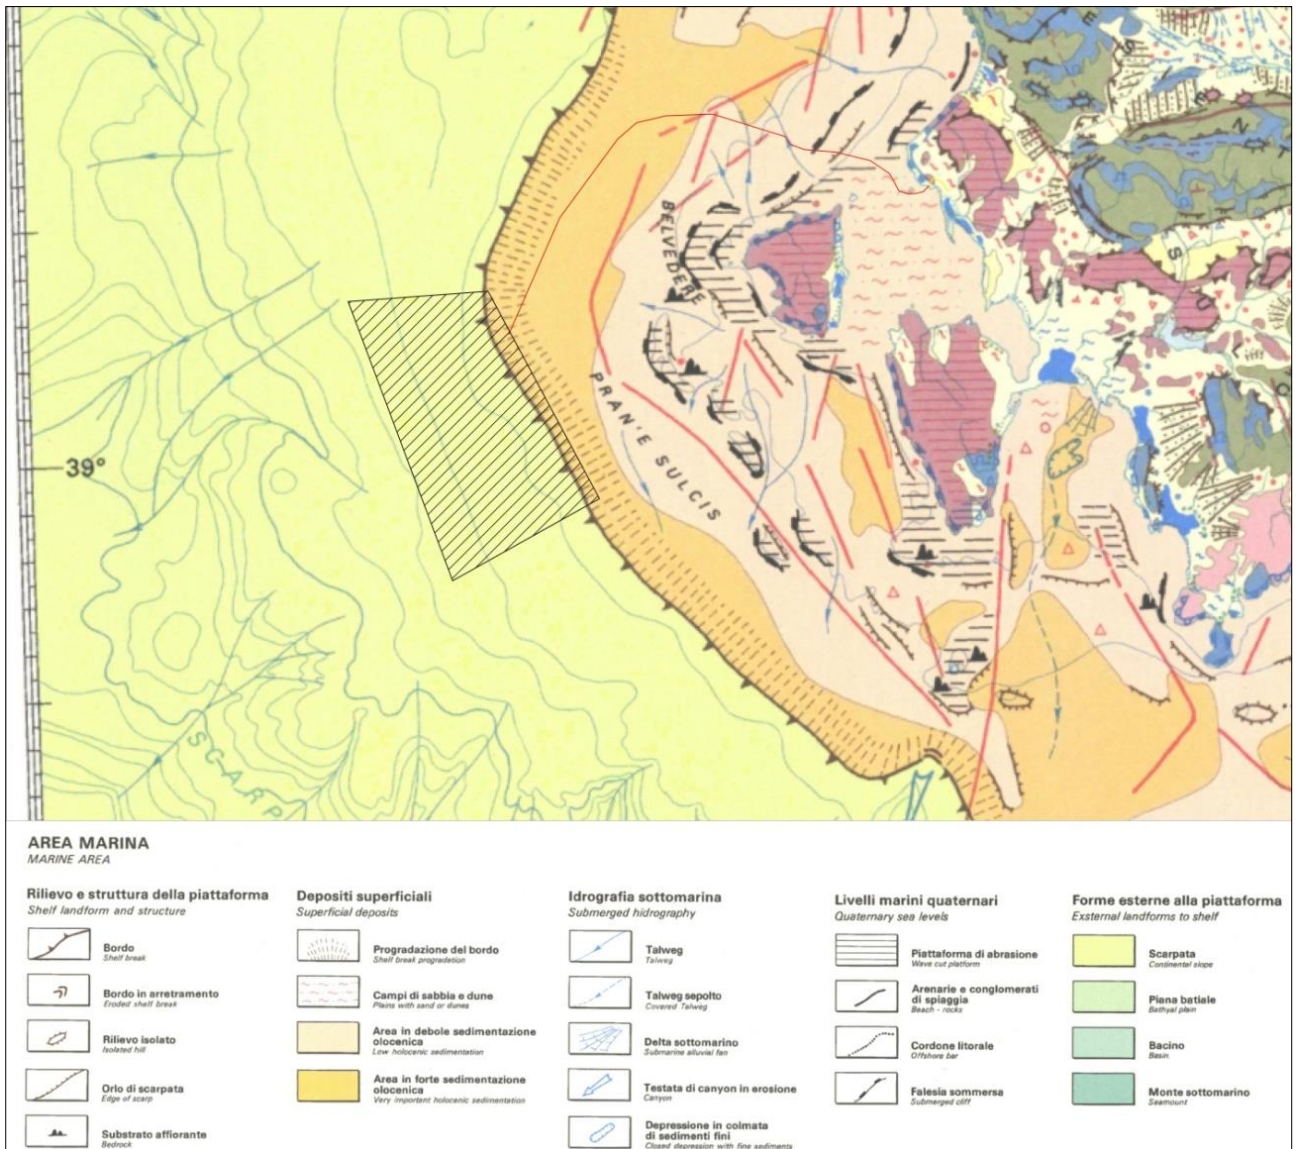 BELVEDERE
PRAN'E SULCIS
39°
SCARP
AREA MARINA
MARINE AREA
Rilievo e struttura della piattaforma
Shelf landform and structure
Bordo
Shelf break
Bordo in arretramento
Eroded shelf break
Rilievo isolato
Isolated hill
Orlo di scarpata
Edge of scarp
Substrato affiorante
Bedrock
Depositi superficiali
Superficial deposits
Progradazione del bordo
Shelf break progradation
Campi di sabbia e dune
Plains with sand or dunes
Area in debole sedimentazione
olocenica
Low holocenic sedimentation
Area in forte sedimentazione
olocenica
Very important holocenic sedimentation
Idrografia sottomarina
Submerged hidrography
Talweg
Talweg
Talweg sepolto
Covered Talweg
Delta sottomarino
Submarine alluvial fan
Testata di canyon in erosione
Canyon
Depressione in colmata
di sedimenti fini
Closed depression with fine sediments
Livelli marini quaternari
Quaternary sea levels
Piattaforma di abrasione
Wave cut platform
Arenarie e conglomerati
di spiaggia
Beach - rocks
Cordone litorale
Offshore bar
Falesia sommersa
Submerged cliff
Forme esterne alla piattaforma
Exsternal landforms to shelf
Scarpata
Continental slope
Piana batiale
Bathyal plain
Bacino
Basin.
Monte sottomarino
Seamount